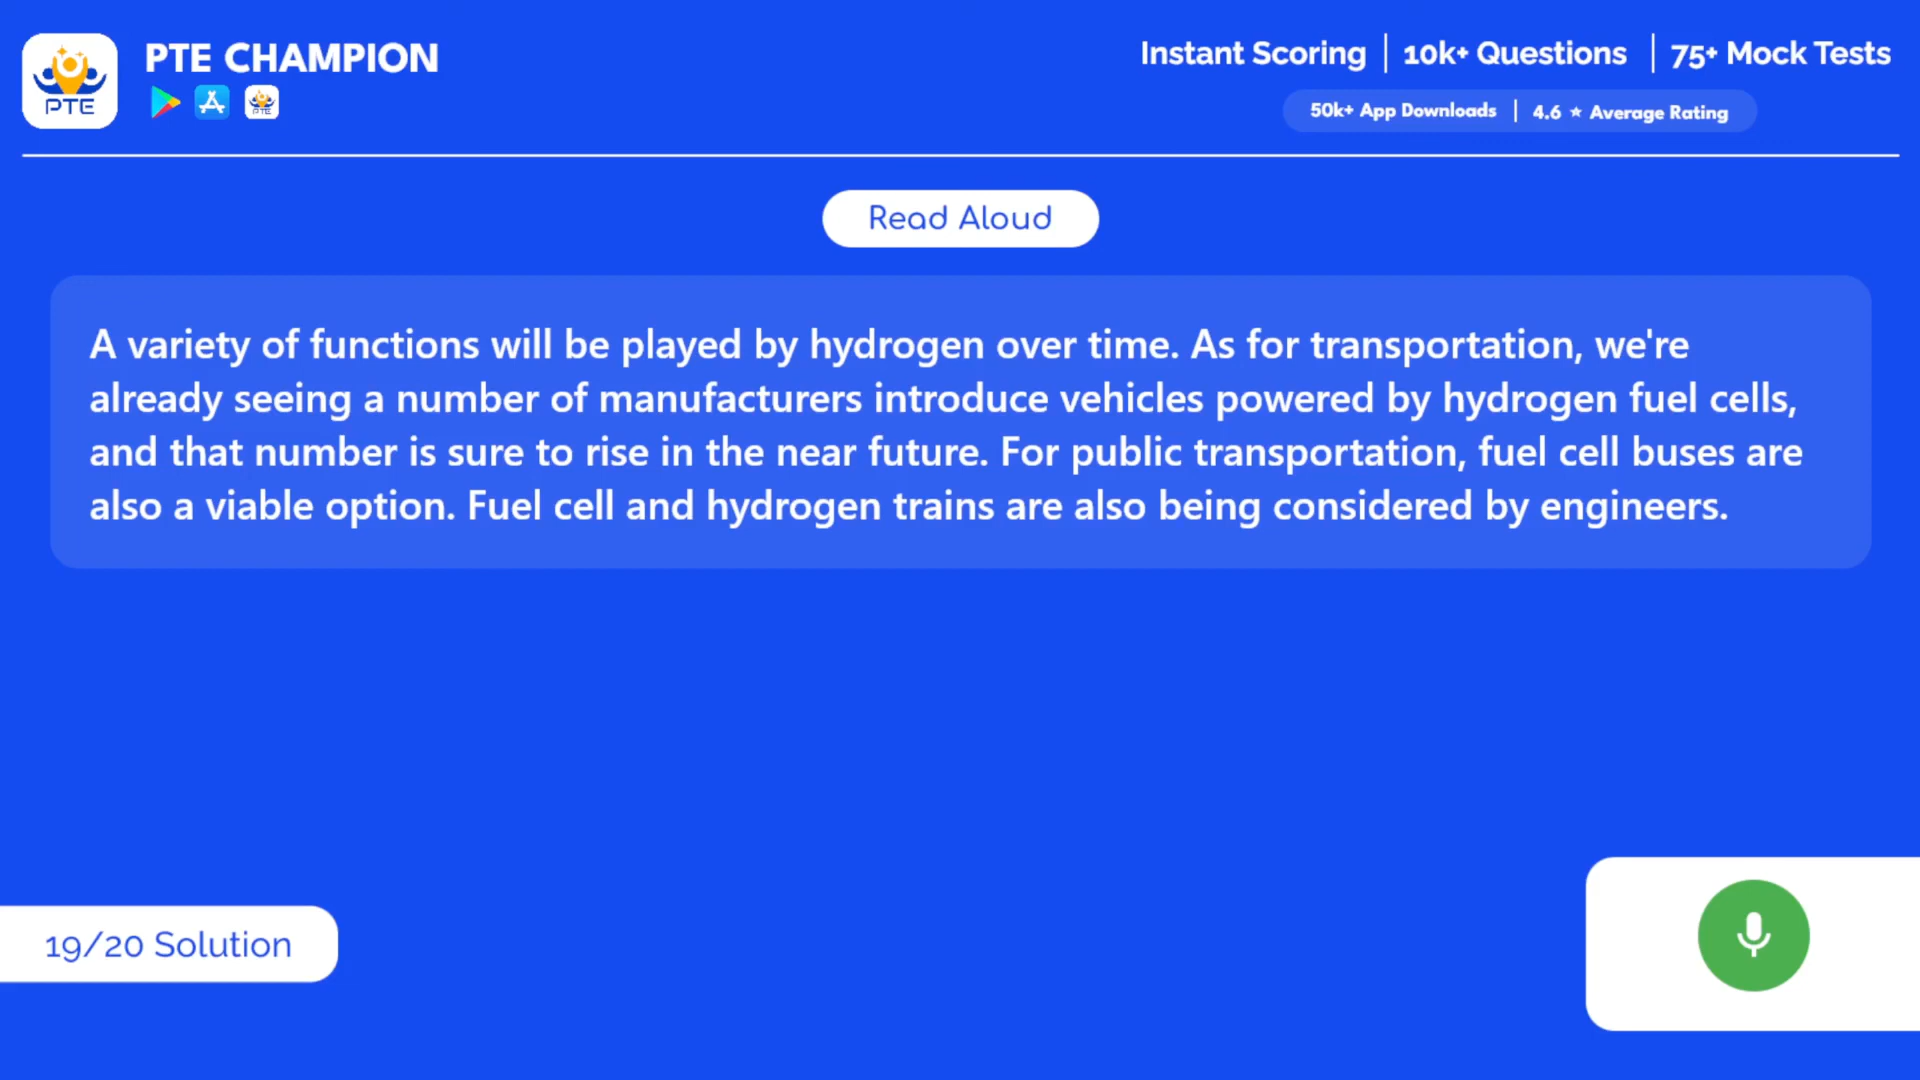 PTE CHAMPION
PTE
PTE
Instant Scoring | 10k+ Questions | 75+ Mock Tests
50k+ App Downloads | 4.6 ★ Average Rating
Read Aloud
A variety of functions will be played by hydrogen over time. As for transportation, we're
already seeing a number of manufacturers introduce vehicles powered by hydrogen fuel cells,
and that number is sure to rise in the near future. For public transportation, fuel cell buses are
also a viable option. Fuel cell and hydrogen trains are also being considered by engineers.
19/20 Solution